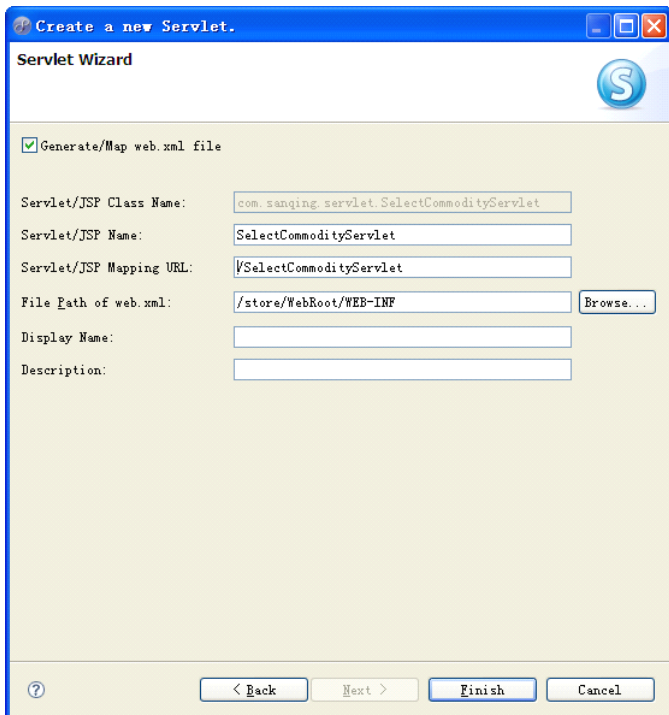 Create a new Servlet.
Servlet Wizard
S
Generate/Map web.xml file
Servlet/JSP Class Name: com.sanqing.servlet.SelectCommodityServlet
Servlet/JSP Name: SelectCommodityServlet
Servlet/JSP Mapping URL: /SelectCommodityServlet
File Path of web.xml: /store/WebRoot/WEB-INF Browse...
Display Name:
Description:
? < Back Next > Finish Cancel